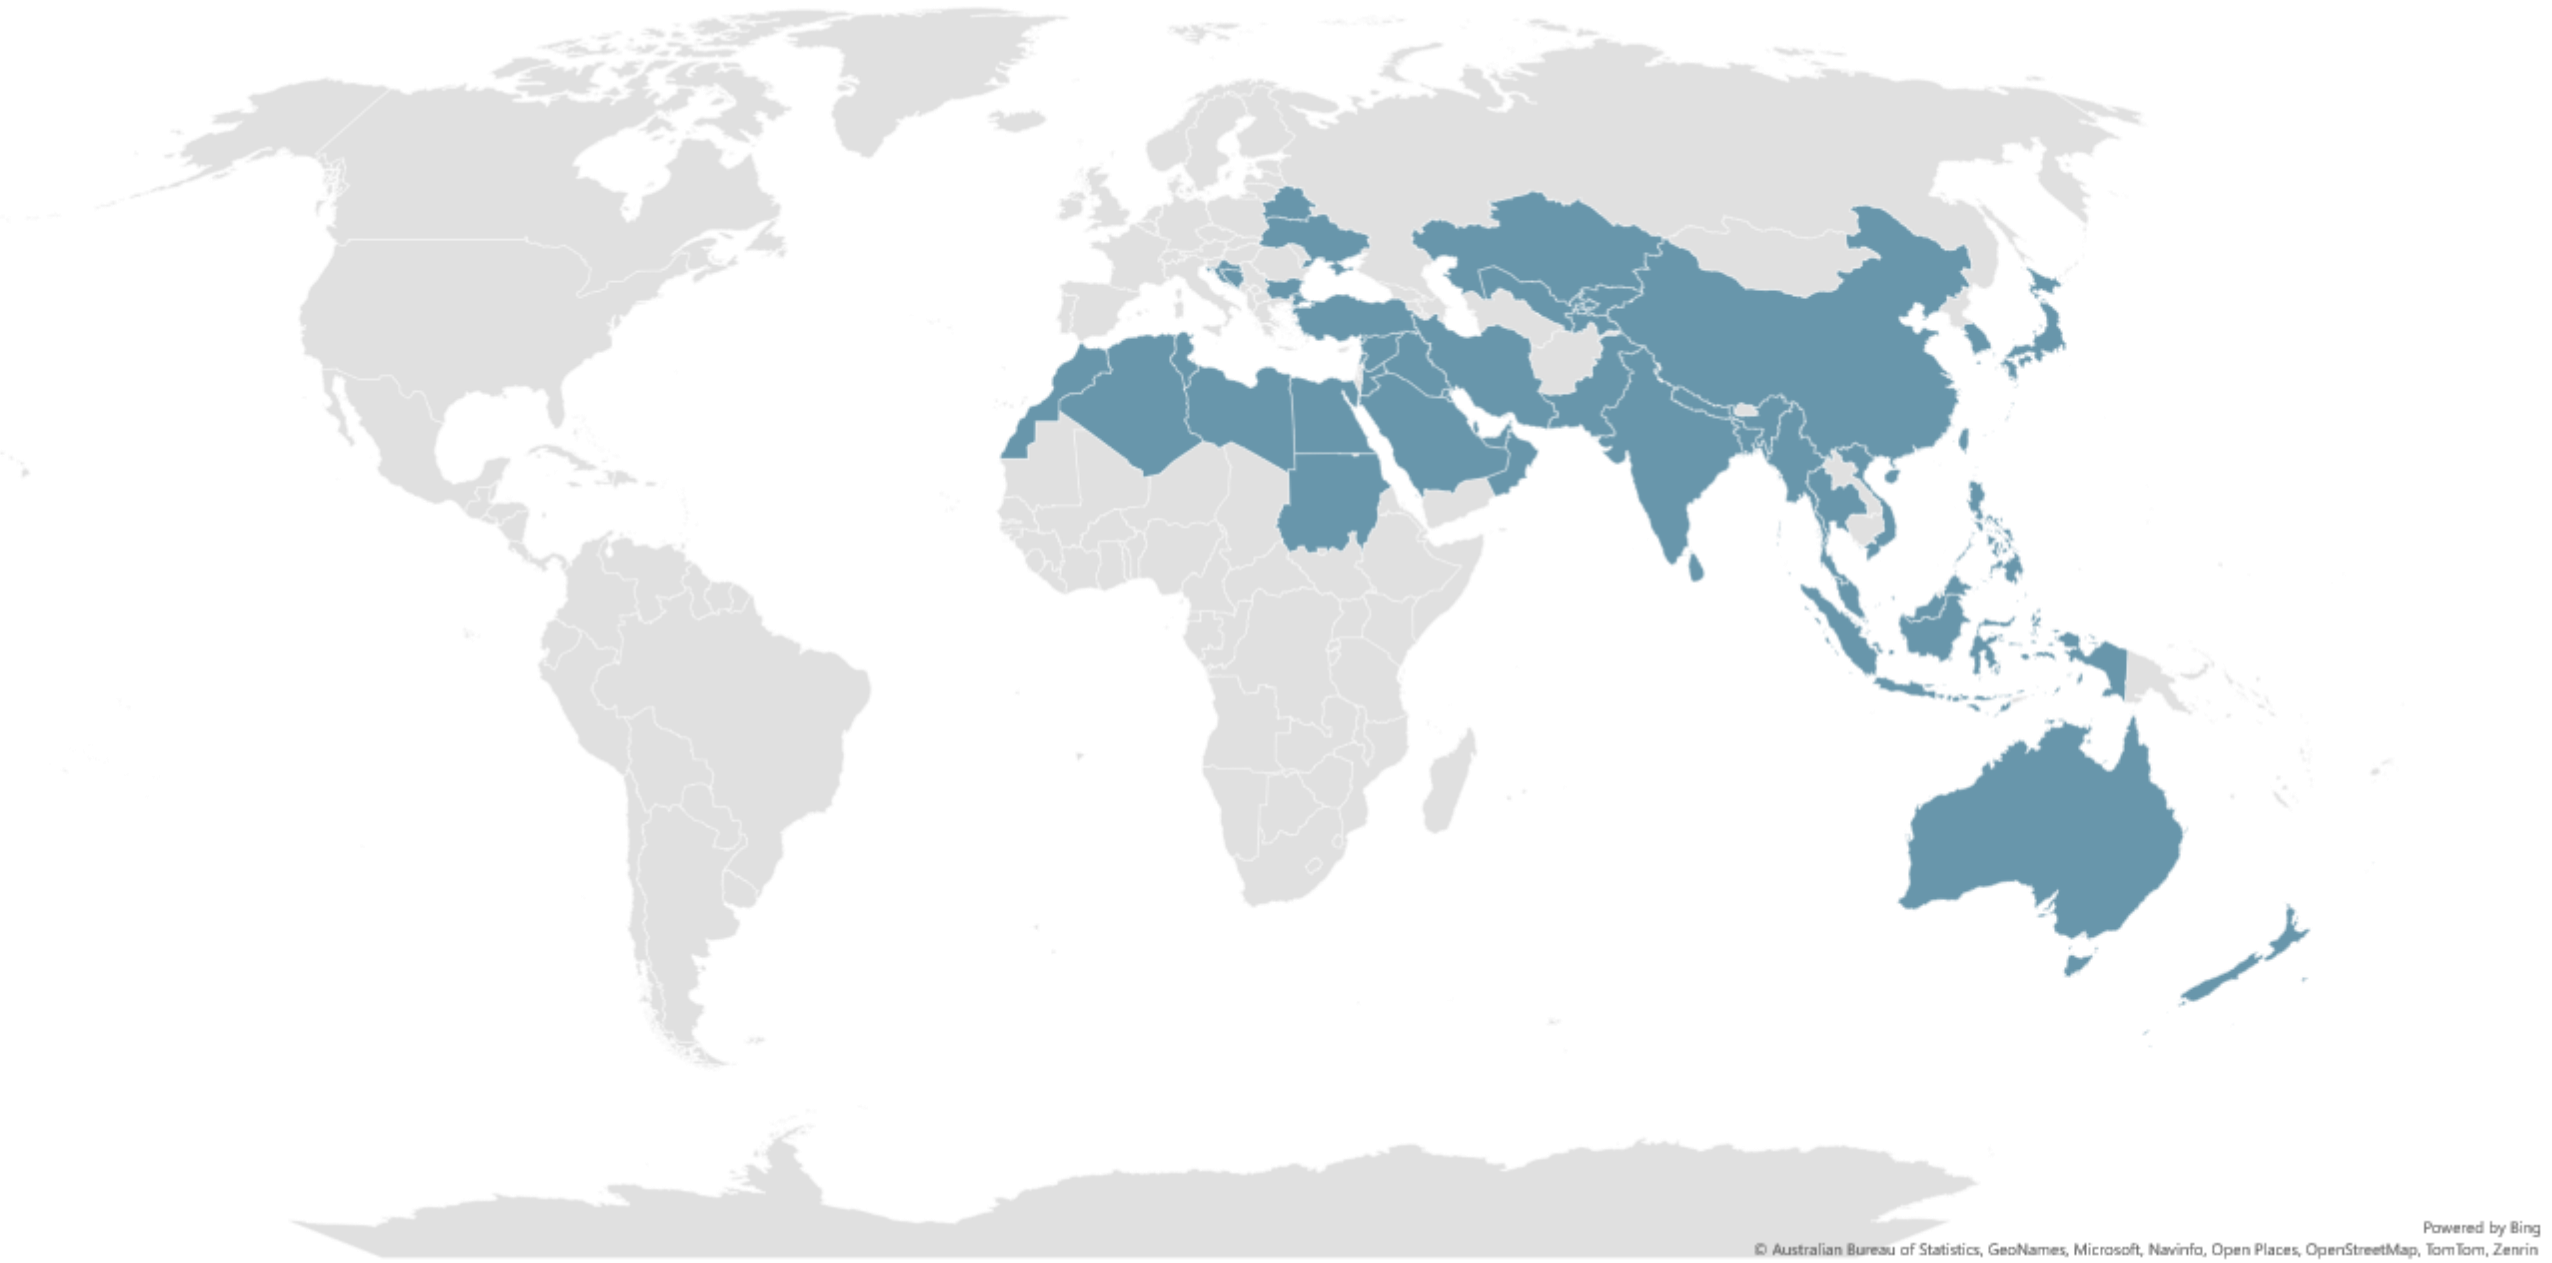 Powered by Bing
© Australian Bureau of Statistics, GeoNames, Microsoft, Navinfo, Open Places, OpenStreetMap, TomTom, Zenrin